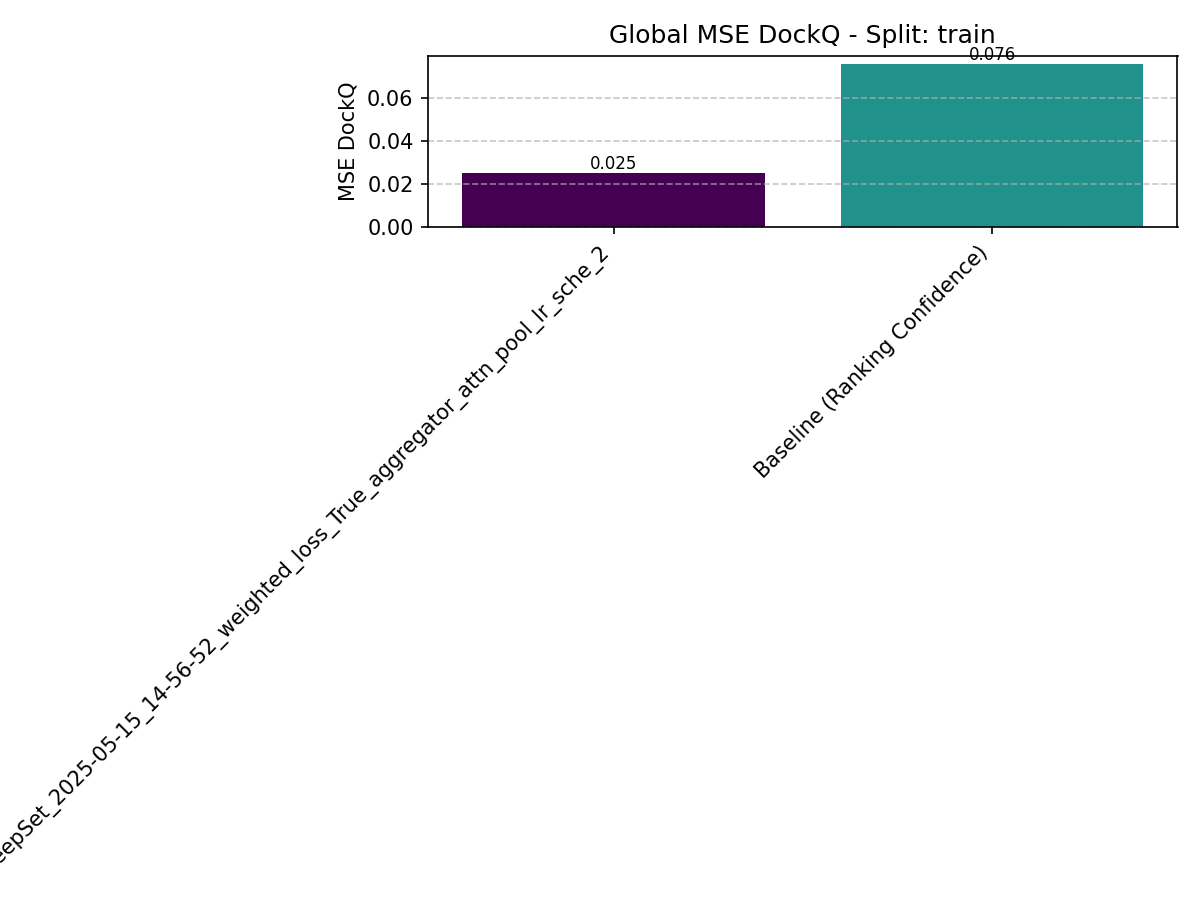 Global MSE DockQ - Split: train
MSE DockQ
0.06
0.04
0.02
0.00
0.025
0.076
epSet_2025-05-15_14-56-52_weighted_loss_True_aggregator_attn_pool_lr_sche_2
Baseline (Ranking Confidence)